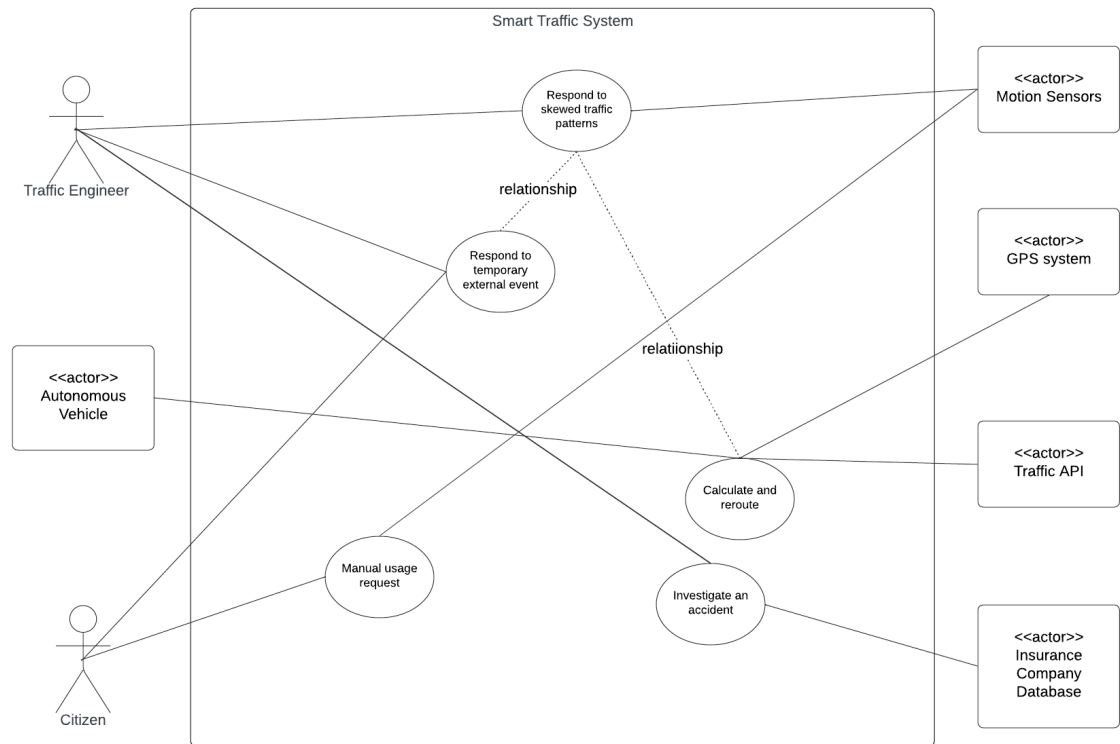 Smart Traffic System
Respond to
skewed traffic
patterns
<<actor>>
Motion Sensors
Traffic Engineer
relationship
<<actor>>
GPS system
Respond to
temporary
external event
relatiionship
<<actor>>
Autonomous
Vehicle
<<actor>>
Traffic API
Calculate and
reroute
Manual usage
request
Investigate an
accident
<<actor>>
Insurance
Company
Database
Citizen